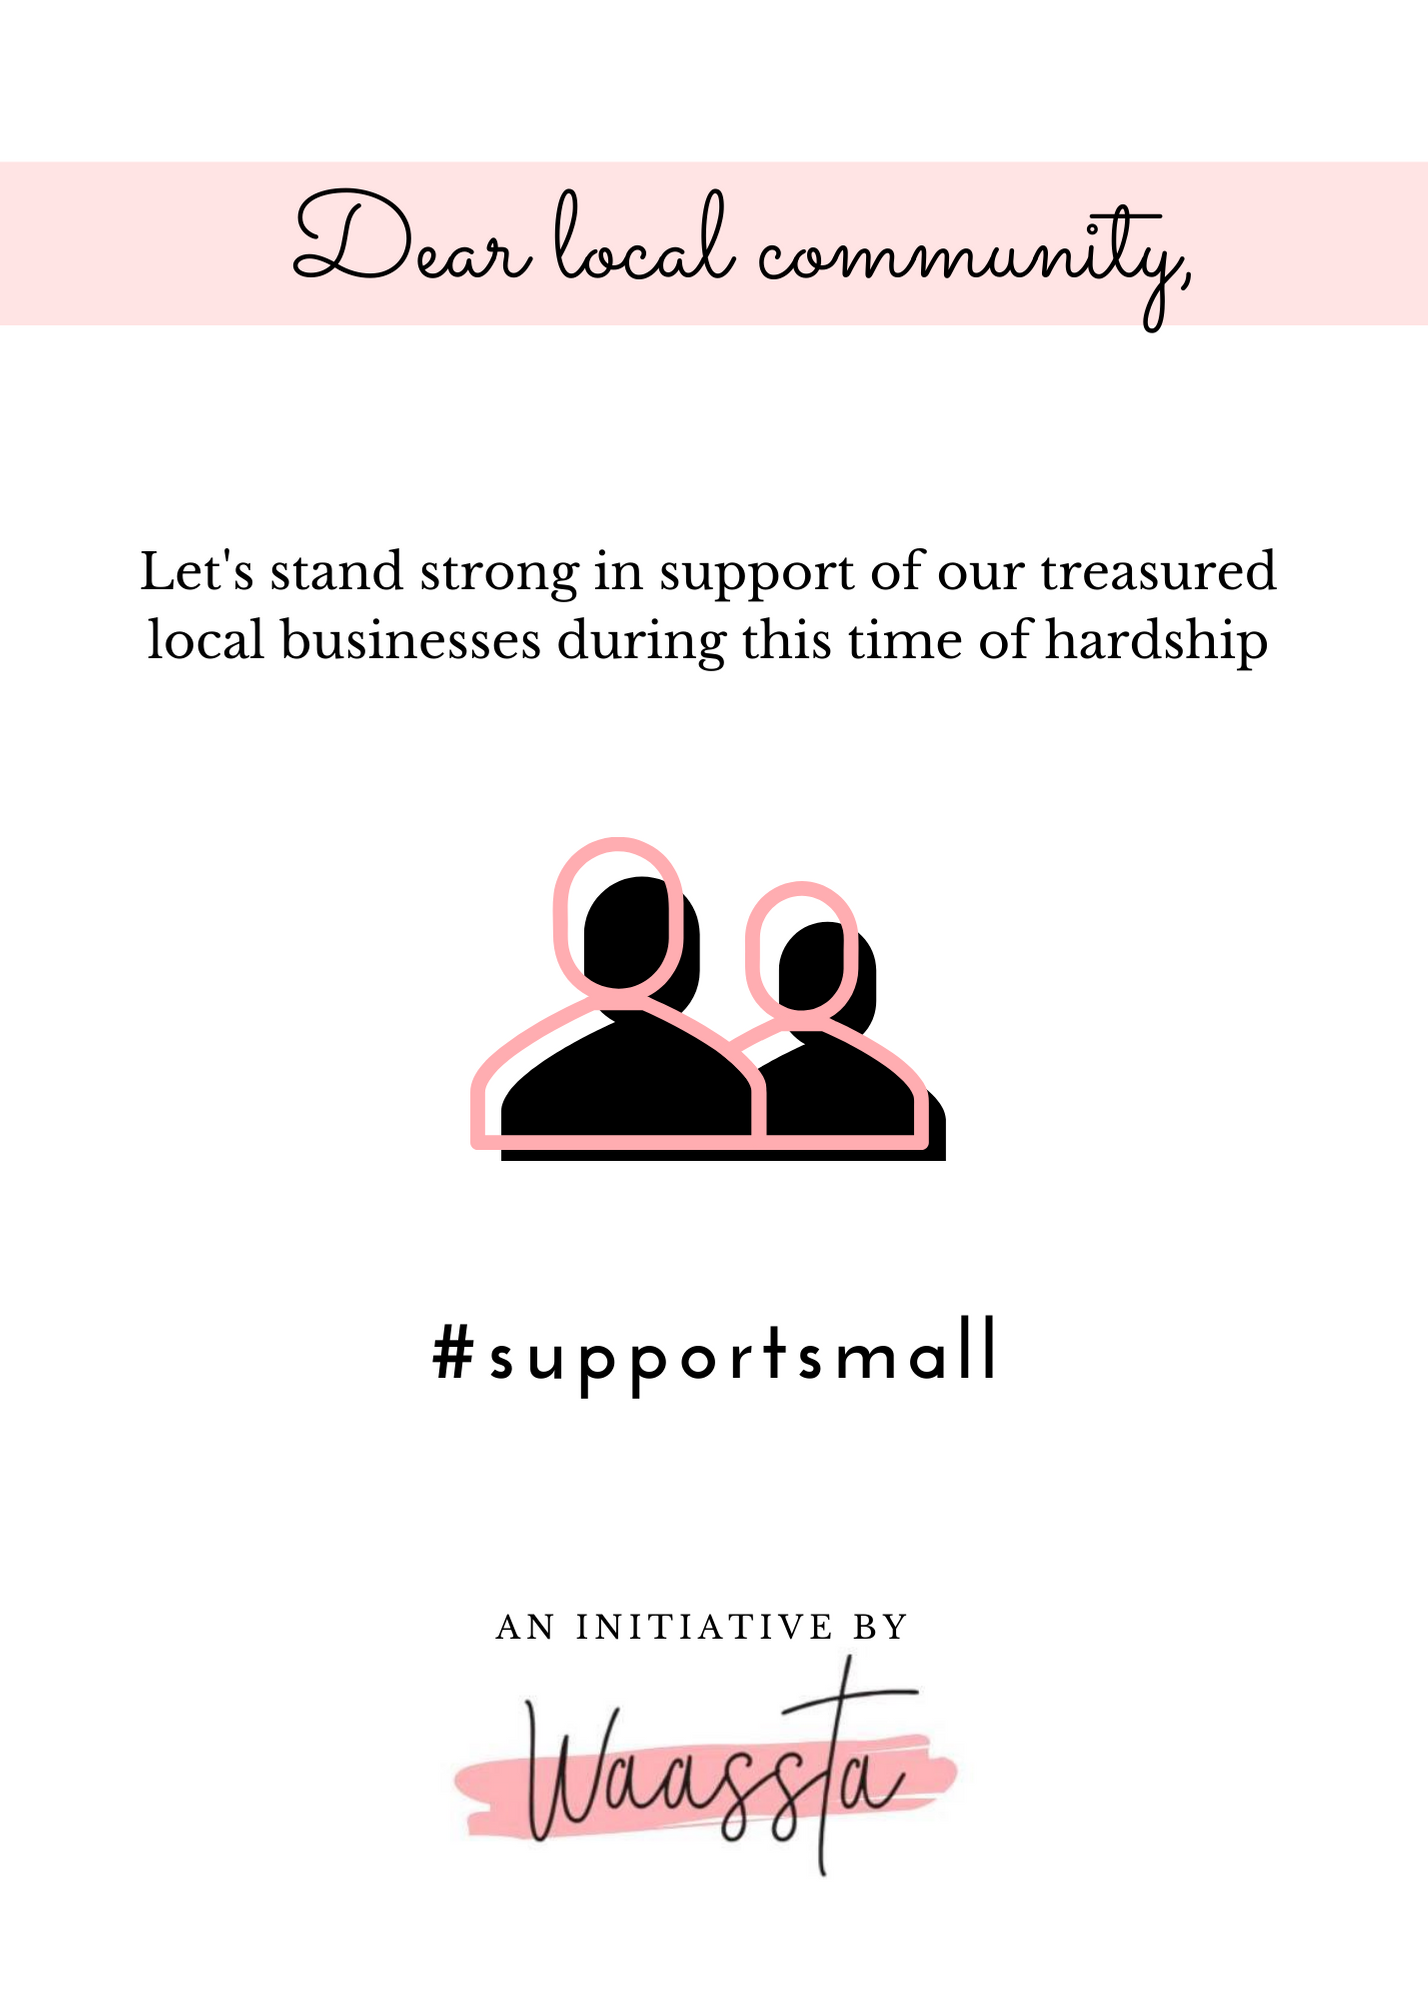 Dear local community,
Let's stand strong in support of our treasured
local businesses during this time of hardship
#supportsmall
AN INITIATIVE BY
Waassta